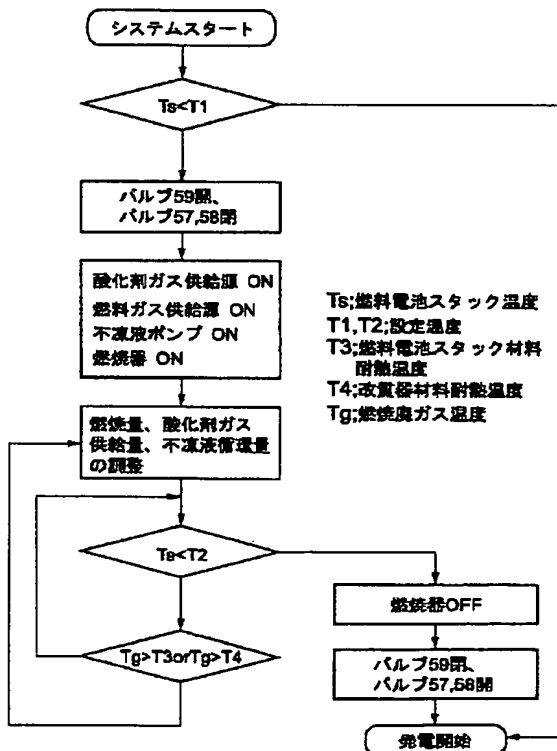 システムスタート
Ts<T1
バルブ59開、
バルブ57,58閉
酸化剤ガス供給源 ON
燃料ガス供給源 ON
不凍液ポンプ ON
燃焼器 ON
Ts;燃料電池スタック温度
T1,T2;設定温度
T3;燃料電池スタック材料
耐熱温度
T4;改質器材料耐熱温度
Tg;燃焼廃ガス温度
燃焼量、酸化剤ガス
供給量、不凍液循環量
の調整
Ts<T2
Tg>T3orTg>T4
燃焼器OFF
バルブ59閉、
バルブ57,58開
発電開始